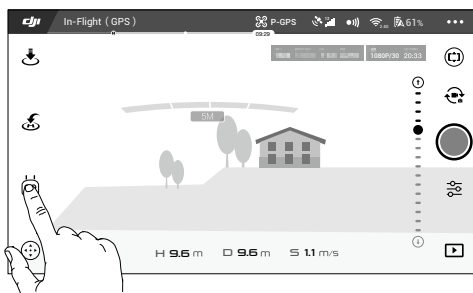 dji In-Flight ( GPS ) P-GPS 61%
09:29
1080P/30 20:33
5M
H 9.6 m D 9.6 m S 1.1 m/s